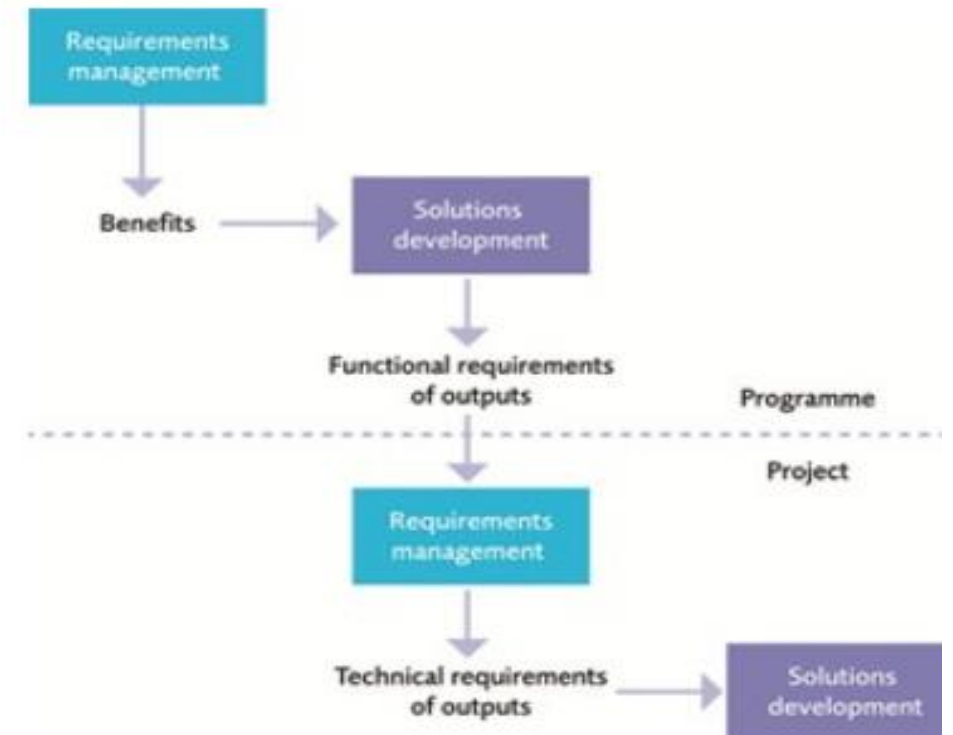 Requirements
management
Benefits
Solutions
development
Functional requirements
of outputs
Programme
Project
Requirements
management
Technical requirements
of outputs
Solutions
development